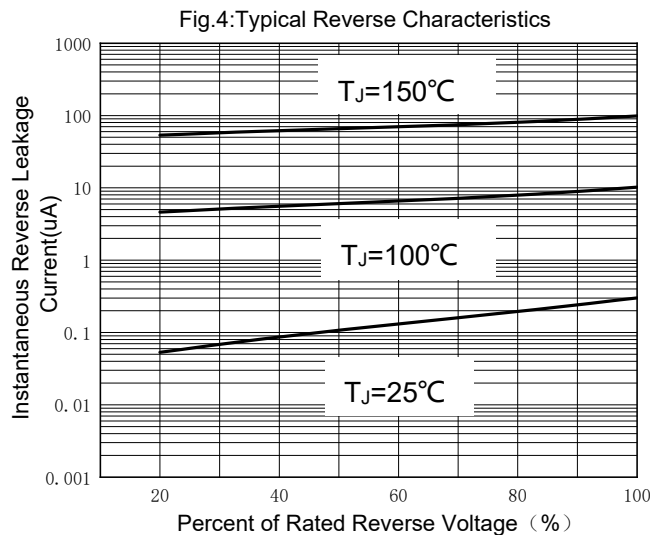 Fig.4:Typical Reverse Characteristics
Instantaneous Reverse Leakage
Current(uA)
1000
100
10
1
0.1
0.01
0.001
TJ=150℃
TJ=100℃
TJ=25℃
20 40 60 80 100
Percent of Rated Reverse Voltage（%）